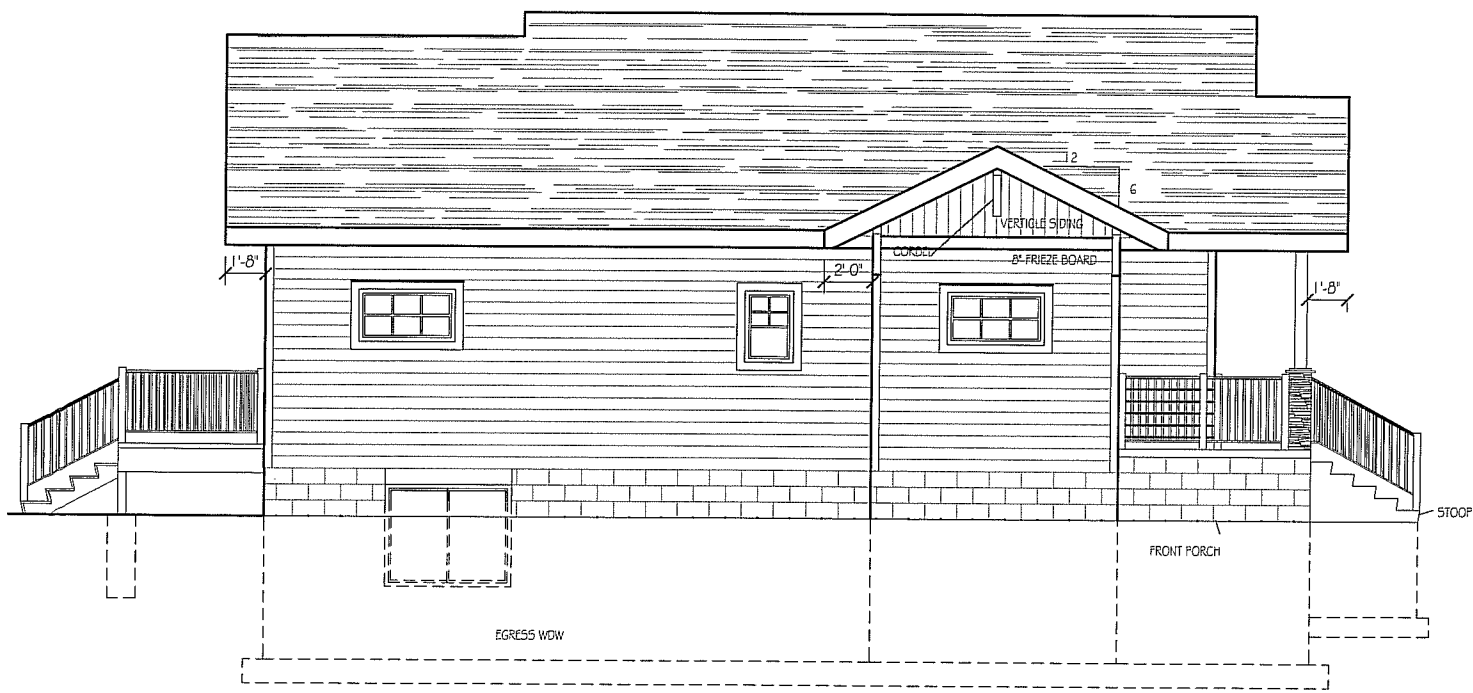 12
6
VERTICLE SIDING
CORBEL
8" FRIEZE BOARD
1'-8"
2'-0"
1'-8"
STOOP
FRONT PORCH
EGRESS WDW